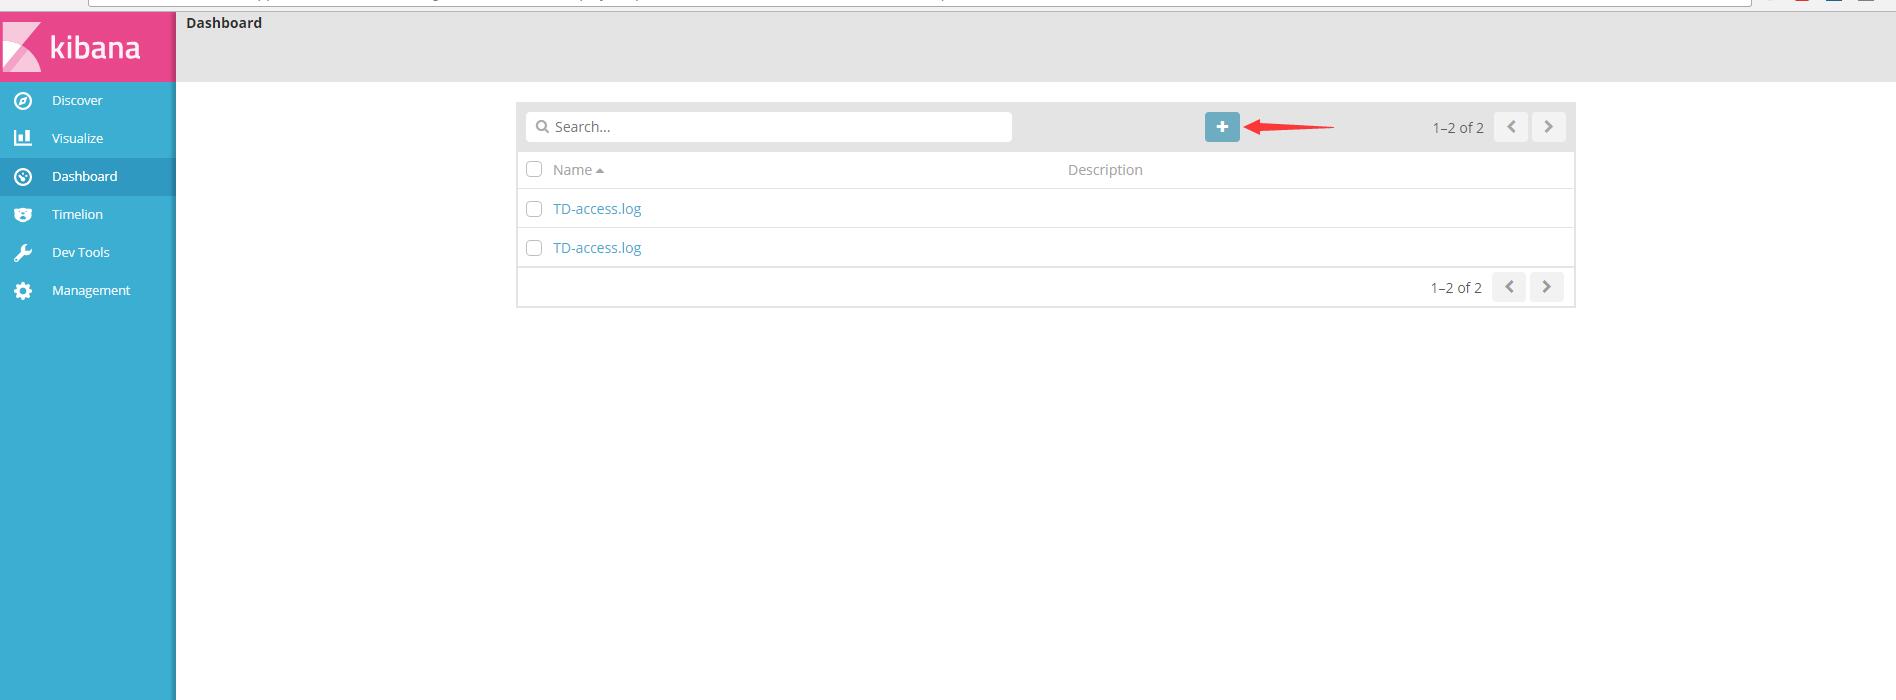 Dashboard
kibana
Discover
Visualize
Dashboard
Timelion
Dev Tools
Management
Search...
1–2 of 2
Name
Description
TD-access.log
TD-access.log
1–2 of 2